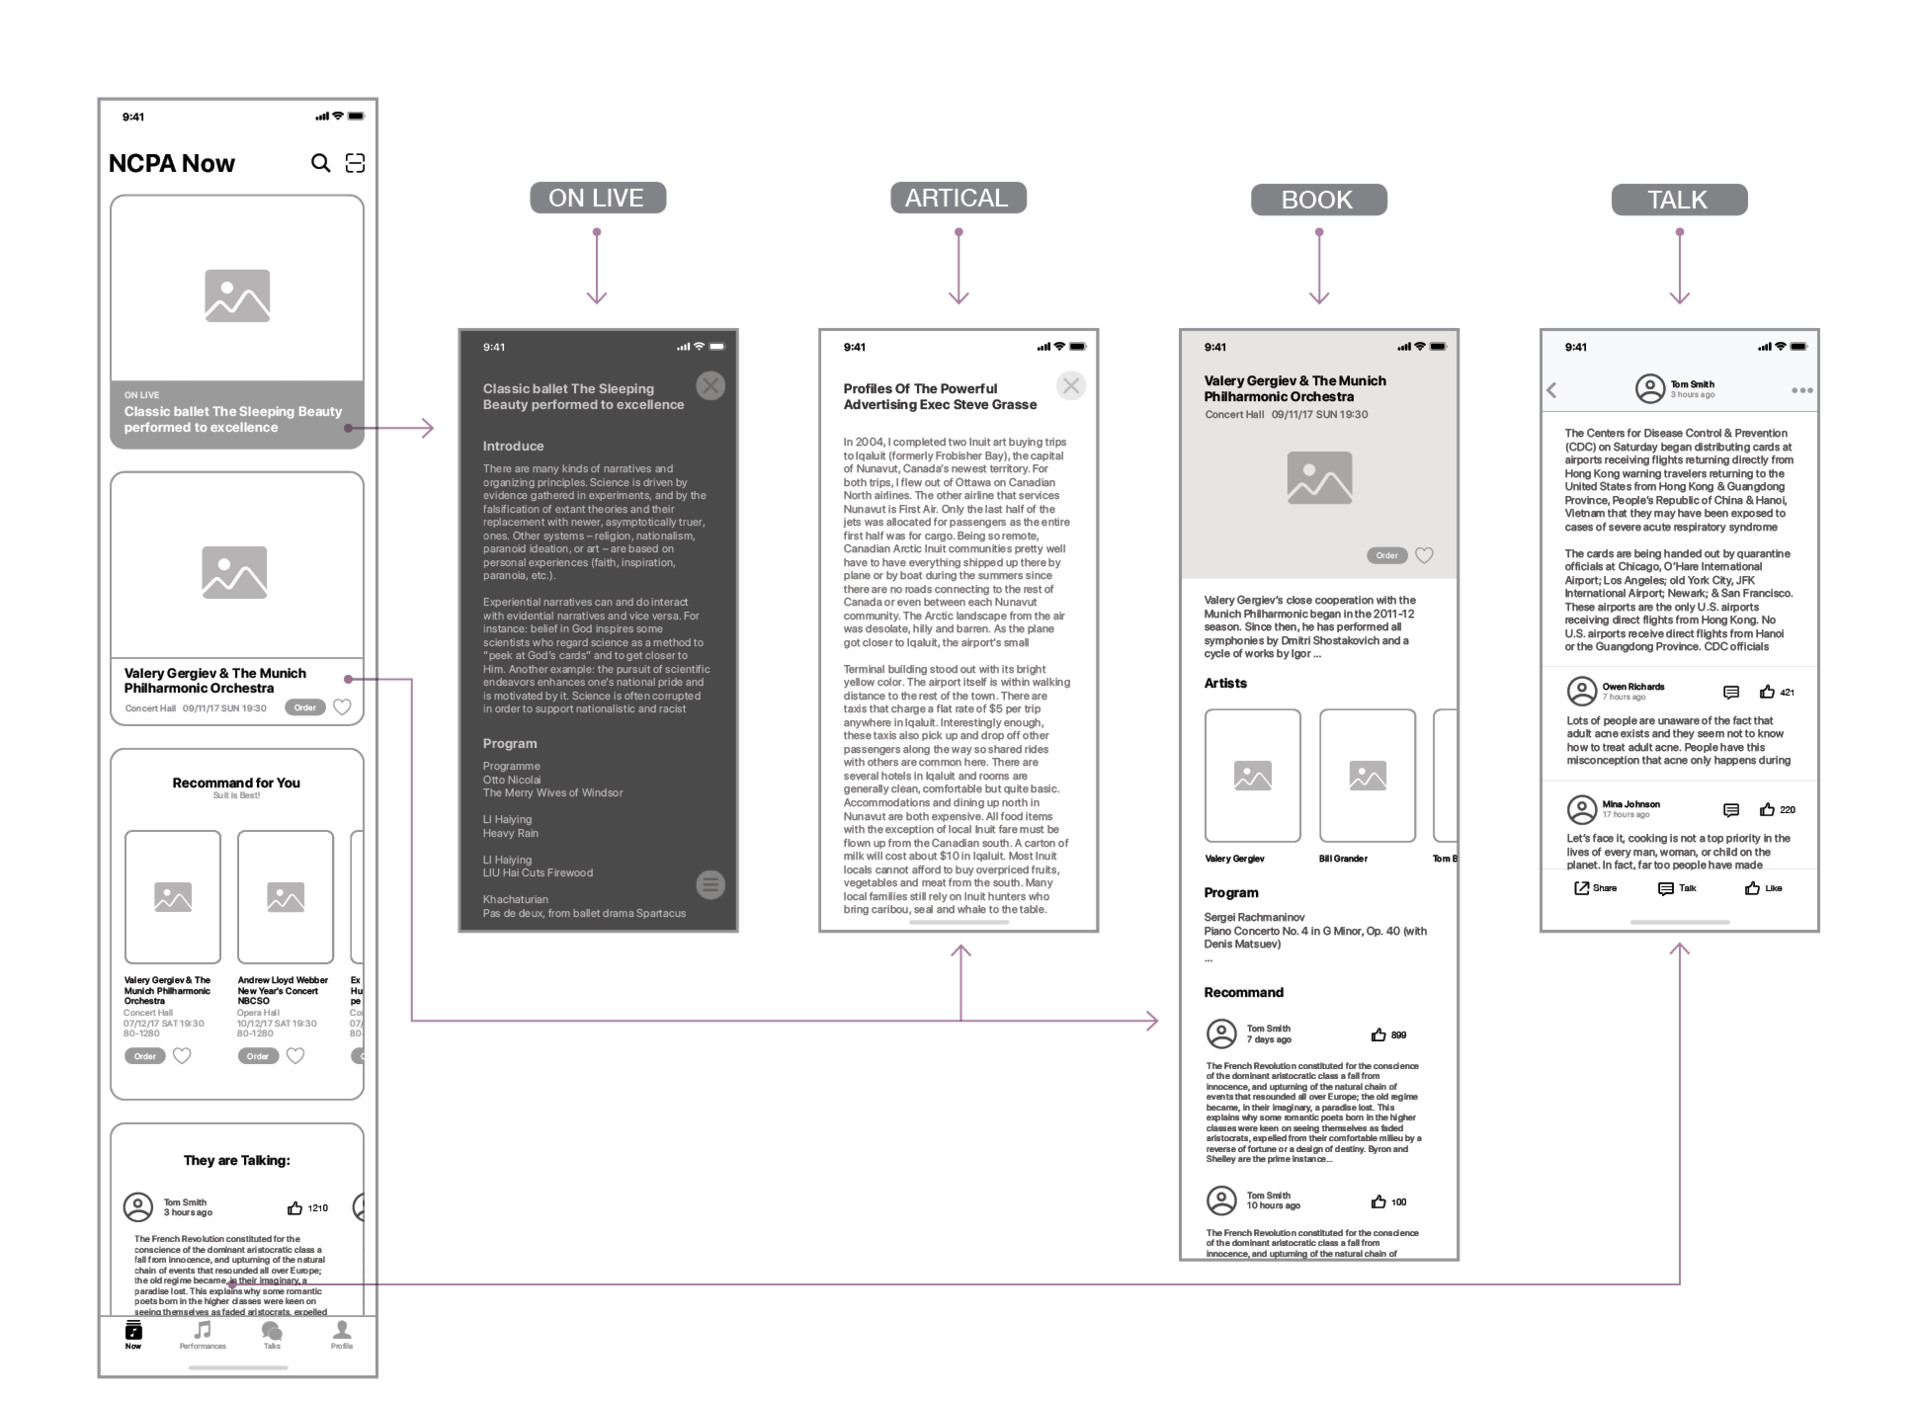 9:41
NCPA Now
ON LIVE
Classic ballet The Sleeping Beauty
performed to excellence
Valery Gergiev & The Munich
Philharmonic Orchestra
Concert Hall 09/11/17 SUN 19:30
Order
Recommand for You
Suit is Best!
Valery Gergiev & The
Munich Philharmonic
Orchestra
Concert Hall
07/12/17 SAT 19:30
80-1280
Order
Andrew Lloyd Webber
New Year's Concert
NBCSO
Opera Hall
10/12/17 SAT 19:30
80-1280
Order
Ex
Hu
pe
Co
07/
80-
They are Talking:
Tom Smith
3 hours ago
1210
The French Revolution constituted for the
conscience of the dominant aristocratic class a
fall from innocence, and upturning of the natural
chain of events that resounded all over Europe;
the old regime became, in their imaginary, a
paradise lost. This explains why some romantic
poets born in the higher classes were keen on
seeing themselves as faded aristocrats, expelled
Now
Performances
Talks
Profile
ON LIVE
9:41
Classic ballet The Sleeping
Beauty performed to excellence
Introduce
There are many kinds of narratives and
organizing principles. Science is driven by
evidence gathered in experiments, and by the
falsification of extant theories and their
replacement with newer, asymptotically truer,
ones. Other systems – religion, nationalism,
paranoid ideation, or art – are based on
personal experiences (faith, inspiration,
paranoia, etc.).
Experiential narratives can and do interact
with evidential narratives and vice versa. For
instance: belief in God inspires some
scientists who regard science as a method to
“peek at God’s cards” and to get closer to
Him. Another example: the pursuit of scientific
endeavors enhances one’s national pride and
is motivated by it. Science is often corrupted
in order to support nationalistic and racist
Program
Programme
Otto Nicolai
The Merry Wives of Windsor
LI Haiying
Heavy Rain
LI Haiying
LIU Hai Cuts Firewood
Khachaturian
Pas de deux, from ballet drama Spartacus
ARTICAL
9:41
Profiles Of The Powerful
Advertising Exec Steve Grasse
In 2004, I completed two Inuit art buying trips
to Iqaluit (formerly Frobisher Bay), the capital
of Nunavut, Canada’s newest territory. For
both trips, I flew out of Ottawa on Canadian
North airlines. The other airline that services
Nunavut is First Air. Only the last half of the
jets was allocated for passengers as the entire
first half was for cargo. Being so remote,
Canadian Arctic Inuit communities pretty well
have to have everything shipped up there by
plane or by boat during the summers since
there are no roads connecting to the rest of
Canada or even between each Nunavut
community. The Arctic landscape from the air
was desolate, hilly and barren. As the plane
got closer to Iqaluit, the airport’s small
Terminal building stood out with its bright
yellow color. The airport itself is within walking
distance to the rest of the town. There are
taxis that charge a flat rate of $5 per trip
anywhere in Iqaluit. Interestingly enough,
these taxis also pick up and drop off other
passengers along the way so shared rides
with others are common here. There are
several hotels in Iqaluit and rooms are
generally clean, comfortable but quite basic.
Accommodations and dining up north in
Nunavut are both expensive. All food items
with the exception of local Inuit fare must be
flown up from the Canadian south. A carton of
milk will cost about $10 in Iqaluit. Most Inuit
locals cannot afford to buy overpriced fruits,
vegetables and meat from the south. Many
local families still rely on Inuit hunters who
bring caribou, seal and whale to the table.
BOOK
9:41
Valery Gergiev & The Munich
Philharmonic Orchestra
Concert Hall 09/11/17 SUN 19:30
Order
Valery Gergiev’s close cooperation with the
Munich Philharmonic began in the 2011-12
season. Since then, he has performed all
symphonies by Dmitri Shostakovich and a
cycle of works by Igor ...
Artists
Valery Gergiev
Bill Grander
Tom B
Program
Sergei Rachmaninov
Piano Concerto No. 4 in G Minor, Op. 40 (with
Denis Matsuev)
...
Recommand
Tom Smith
7 days ago
899
The French Revolution constituted for the conscience
of the dominant aristocratic class a fall from
innocence, and upturning of the natural chain of
events that resounded all over Europe; the old regime
became, in their imaginary, a paradise lost. This
explains why some romantic poets born in the higher
classes were keen on seeing themselves as faded
aristocrats, expelled from their comfortable milieu by a
reverse of fortune or a design of destiny. Byron and
Shelley are the prime instance...
Tom Smith
10 hours ago
100
The French Revolution constituted for the conscience
of the dominant aristocratic class a fall from
innocence, and upturning of the natural chain of
TALK
9:41
Tom Smith
3 hours ago
The Centers for Disease Control & Prevention
(CDC) on Saturday began distributing cards at
airports receiving flights returning directly from
Hong Kong warning travelers returning to the
United States from Hong Kong & Guangdong
Province, People’s Republic of China & Hanoi,
Vietnam that they may have been exposed to
cases of severe acute respiratory syndrome
The cards are being handed out by quarantine
officials at Chicago, O’Hare International
Airport; Los Angeles; old York City, JFK
International Airport; Newark; & San Francisco.
These airports are the only U.S. airports
receiving direct flights from Hong Kong. No
U.S. airports receive direct flights from Hanoi
or the Guangdong Province. CDC officials
Owen Richards
7 hours ago
421
Lots of people are unaware of the fact that
adult acne exists and they seem not to know
how to treat adult acne. People have this
misconception that acne only happens during
Mina Johnson
17 hours ago
220
Let’s face it, cooking is not a top priority in the
lives of every man, woman, or child on the
planet. In fact, far too people have made
Share
Talk
Like